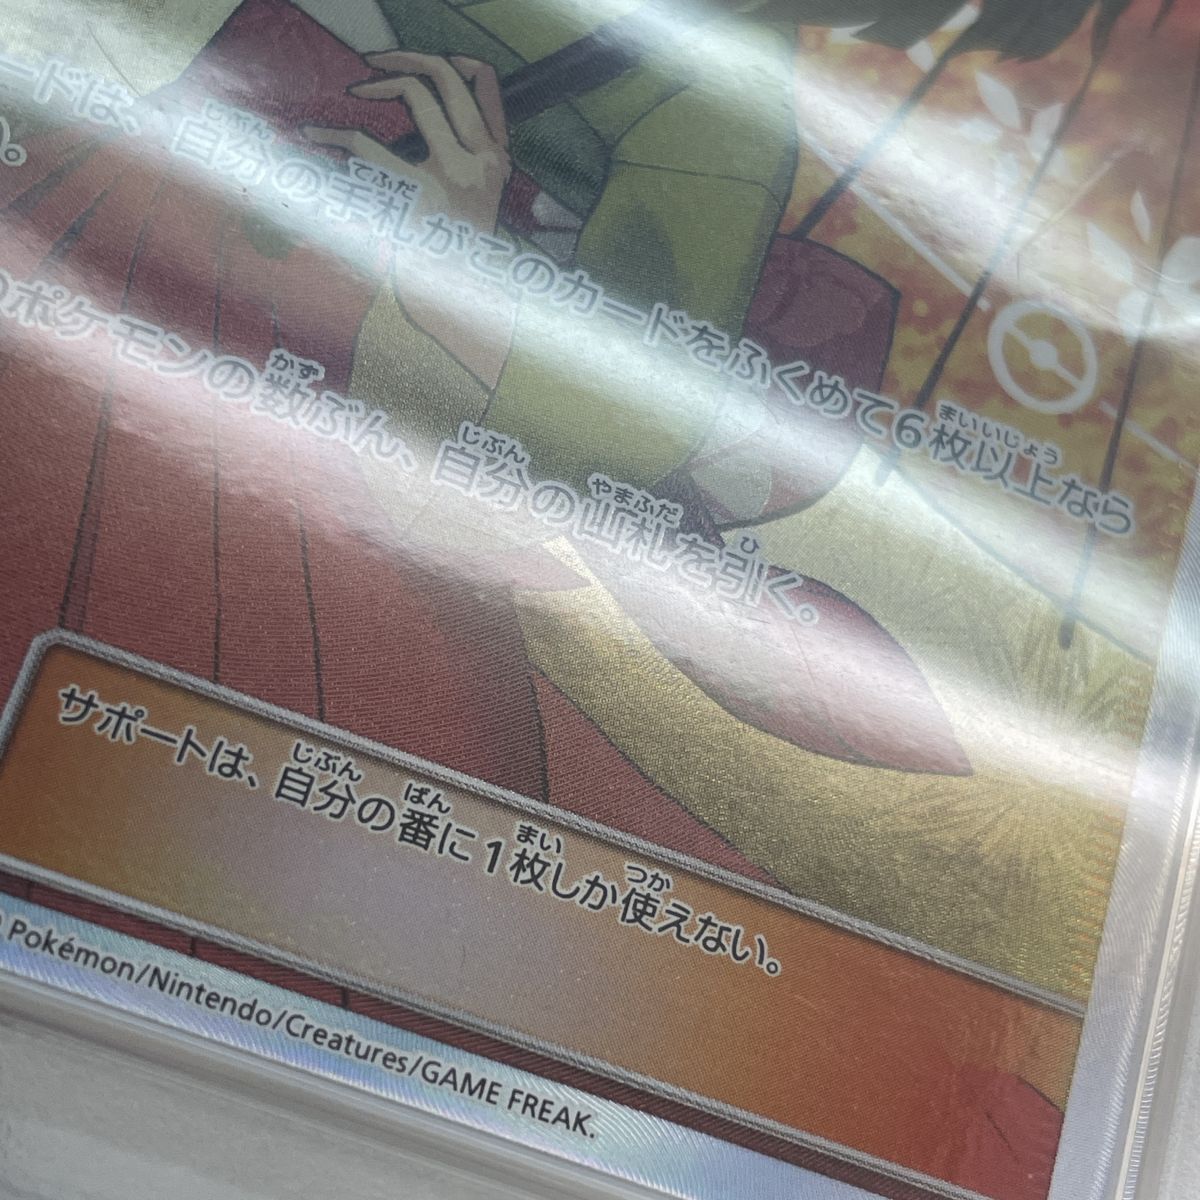 ードは、自分の手札がこのカードをふくめて6枚以上なら
い。
のポケモンの数ぶん、自分の山札を引く。
サポートは、自分の番に1枚しか使えない。
Pokémon/Nintendo/Creatures/GAME FREAK.